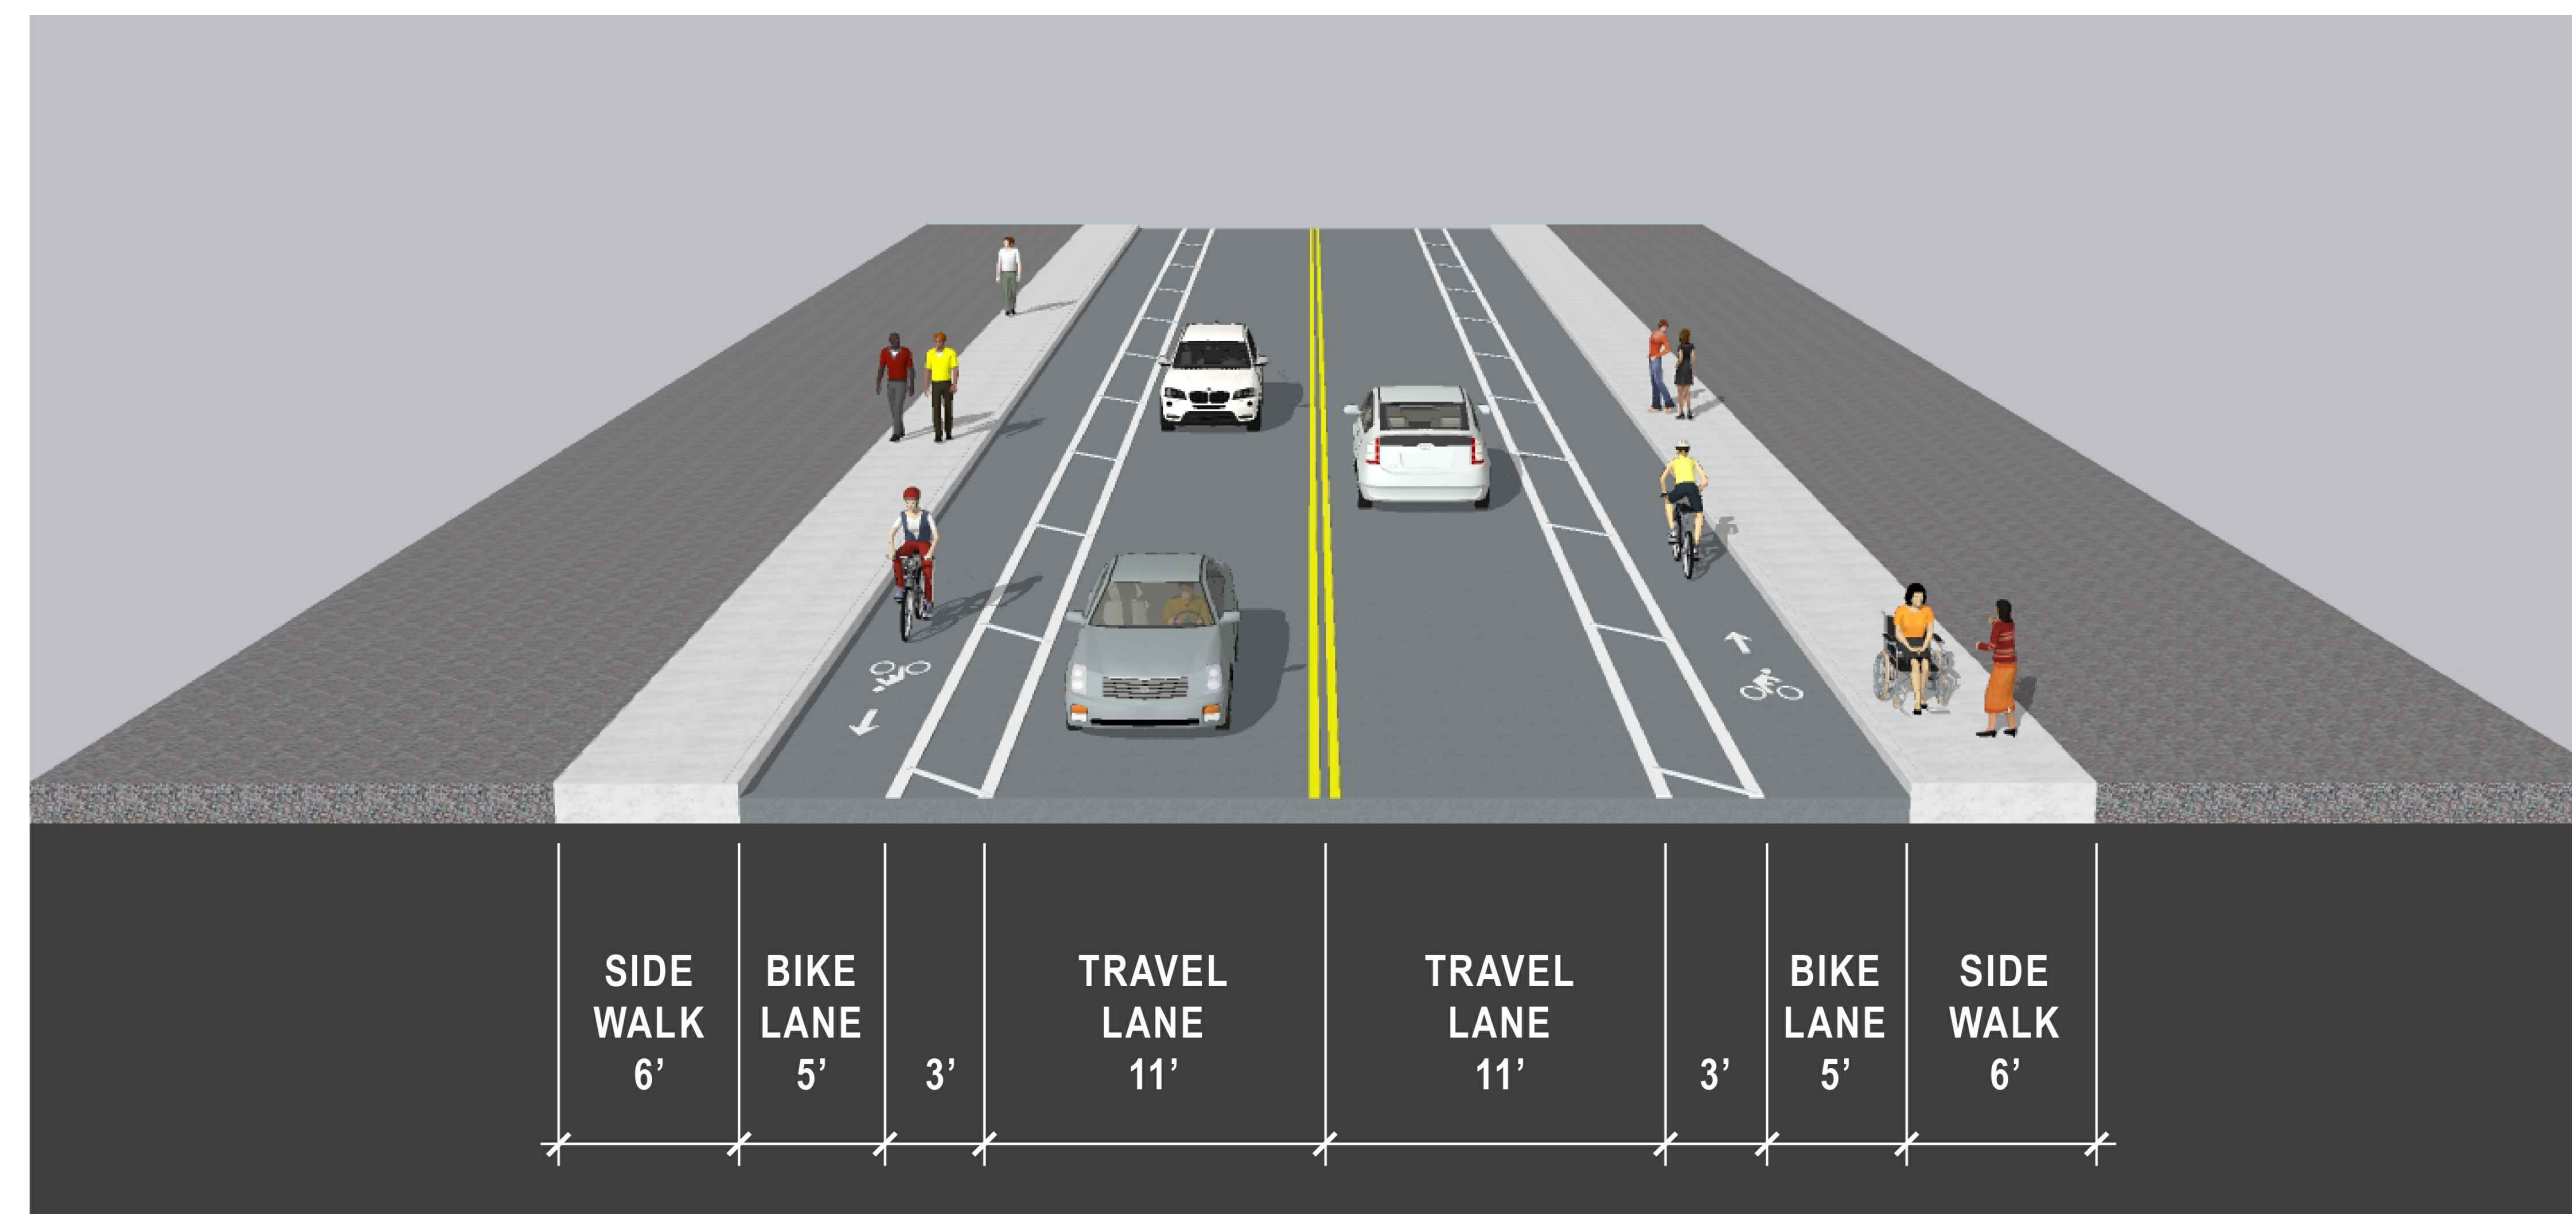 SIDE
WALK
6’
BIKE
LANE
5’
3’
TRAVEL
LANE
11’
TRAVEL
LANE
11’
3’
BIKE
LANE
5’
SIDE
WALK
6’